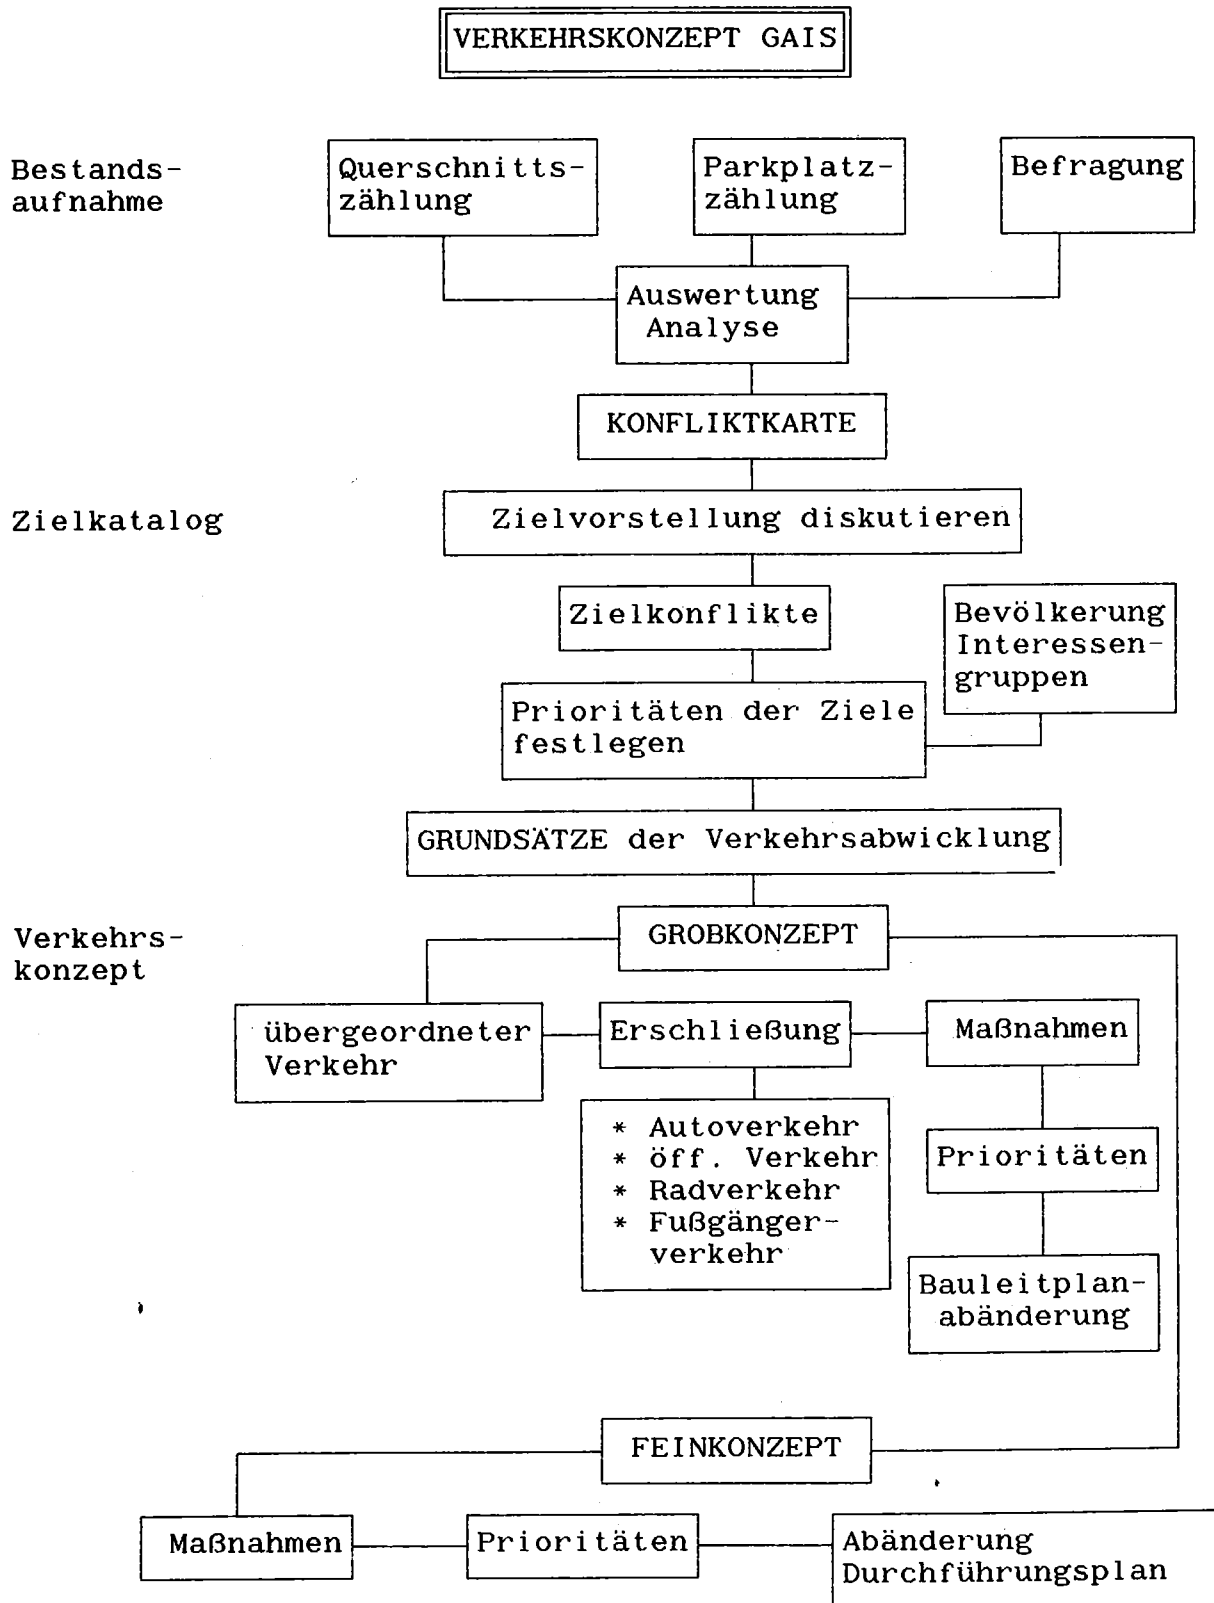 VERKEHRSKONZEPT GAIS
Bestands-
aufnahme
Querschnitts-
zählung
Parkplatz-
zählung
Befragung
Auswertung
Analyse
KONFLIKTKARTE
Zielkatalog
Zielvorstellung diskutieren
Zielkonflikte
Bevölkerung
Interessen-
gruppen
Prioritäten der Ziele
festlegen
GRUNDSÄTZE der Verkehrsabwicklung
Verkehrs-
konzept
GROBKONZEPT
übergeordneter
Verkehr
Erschließung
Maßnahmen
* Autoverkehr
* öff. Verkehr
* Radverkehr
* Fußgänger-
verkehr
Prioritäten
Bauleitplan-
abänderung
FEINKONZEPT
Maßnahmen
Prioritäten
Abänderung
Durchführungsplan